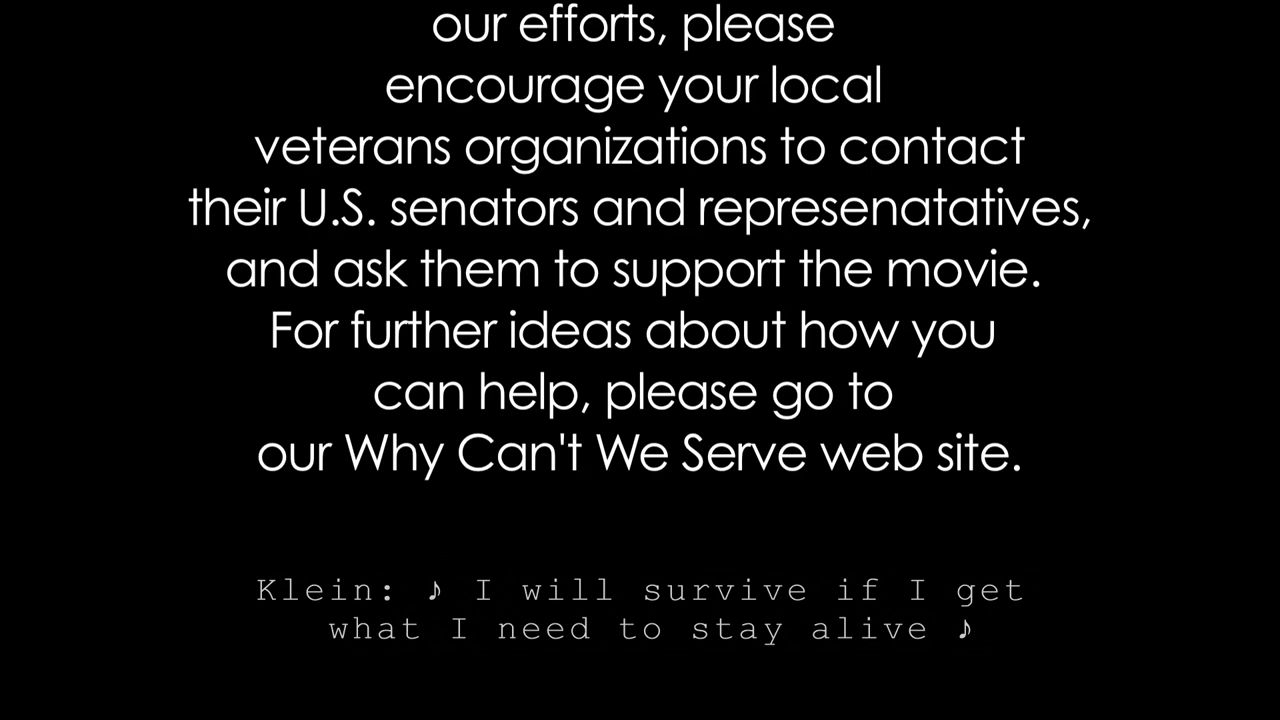 our efforts, please
encourage your local
veterans organizations to contact
their U.S. senators and represenatatives,
and ask them to support the movie.
For further ideas about how you
can help, please go to
our Why Can't We Serve web site.
Klein: ♪ I will survive if I get
what I need to stay alive ♪